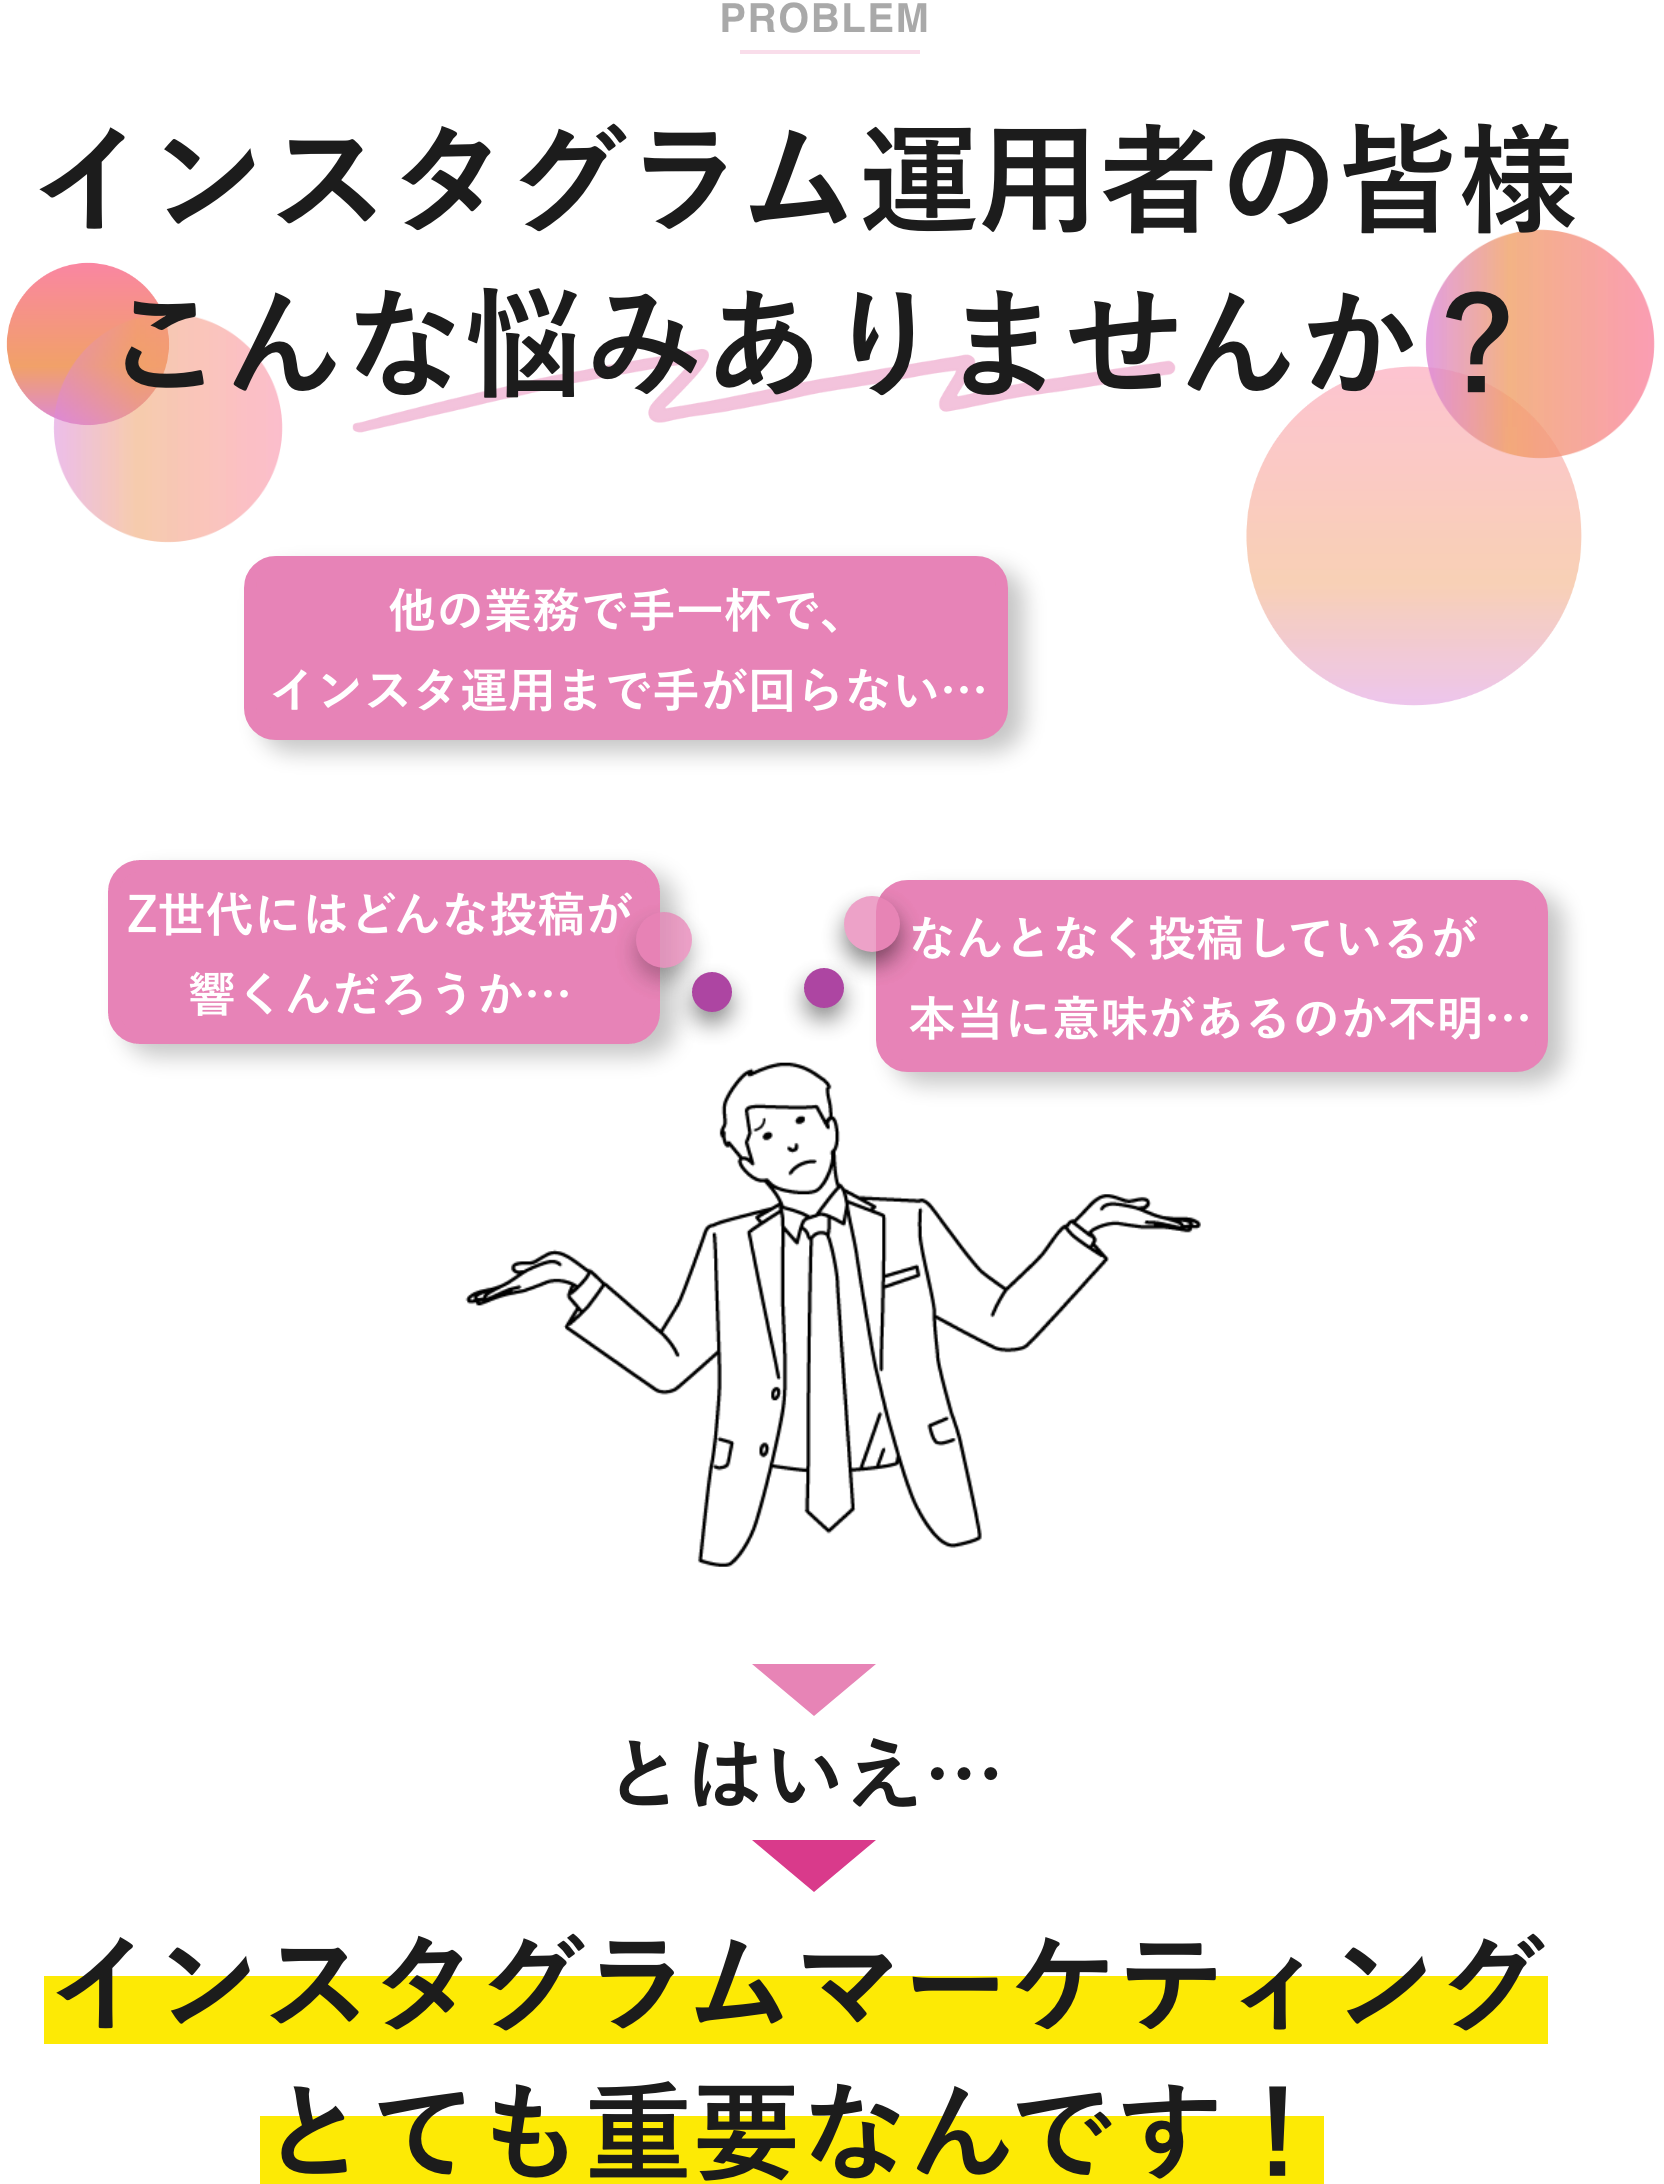 PROBLEM
インスタグラム運用者の皆様
こんな悩みありませんか？
他の業務で手一杯で、
インスタ運用まで手が回らない…
Z世代にはどんな投稿が
響くんだろうか…
なんとなく投稿しているが
本当に意味があるのか不明…
とはいえ…
インスタグラムマーケティング
とても重要なんです！